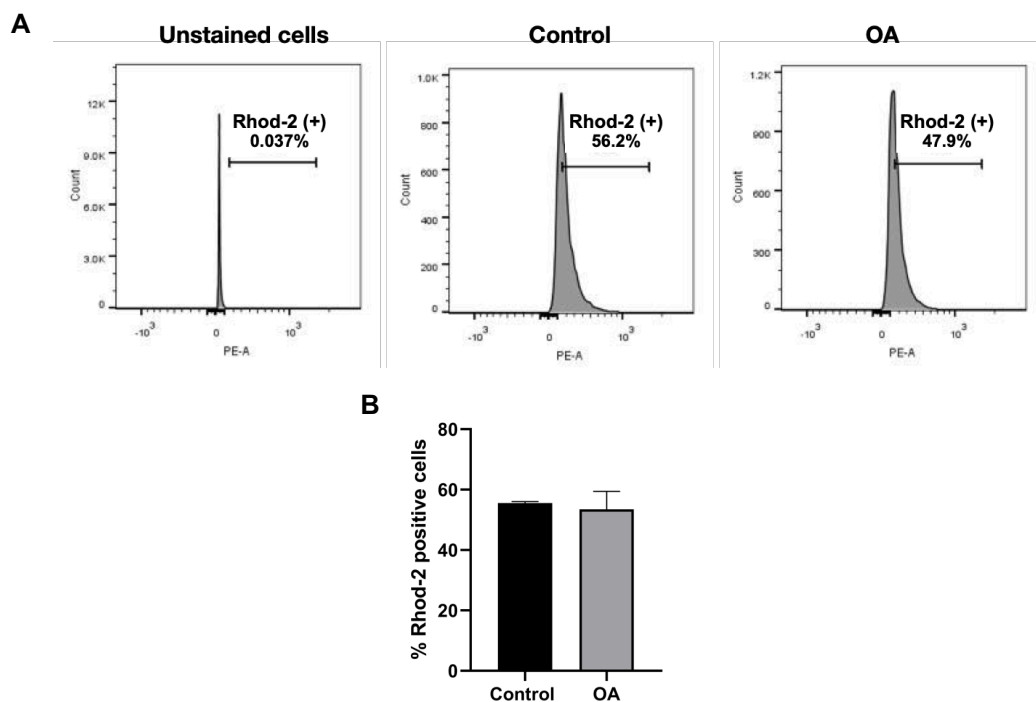 A
Unstained cells
Control
OA
12K
9.0K
6.0K
3.0K
0
Count
Rhod-2 (+)
0.037%
-10³
0
10³
PE-A
1.0K
800
600
400
200
0
Count
Rhod-2 (+)
56.2%
-10³
0
10³
PE-A
1.2K
900
600
300
0
Count
Rhod-2 (+)
47.9%
-10³
0
10³
PE-A
B
80
60
40
20
0
% Rhod-2 positive cells
Control
OA